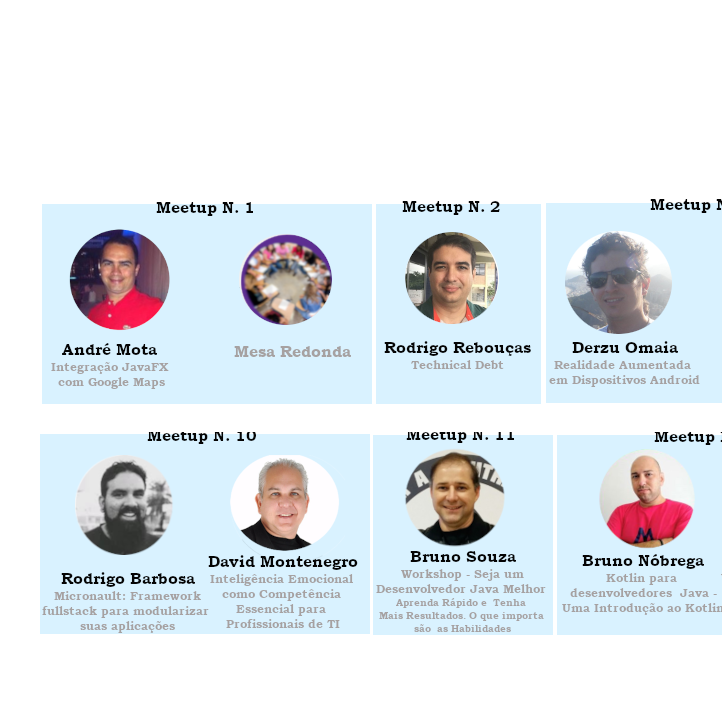 Meetup N. 1
André Mota
Integração JavaFX
com Google Maps
Mesa Redonda
Meetup N. 2
Rodrigo Rebouças
Technical Debt
Meetup
Derzu Omaia
Realidade Aumentada
em Dispositivos Android
Meetup N. 10
Rodrigo Barbosa
Micronault: Framework
fullstack para modularizar
suas aplicações
David Montenegro
Inteligência Emocional
como Competência
Essencial para
Profissionais de TI
Meetup N. 11
Bruno Souza
Workshop - Seja um
Desenvolvedor Java Melhor
Aprenda Rápido e Tenha
Mais Resultados. O que importa
são as Habilidades
Meetup
Bruno Nóbrega
Kotlin para
desenvolvedores Java -
Uma Introdução ao Kotlin